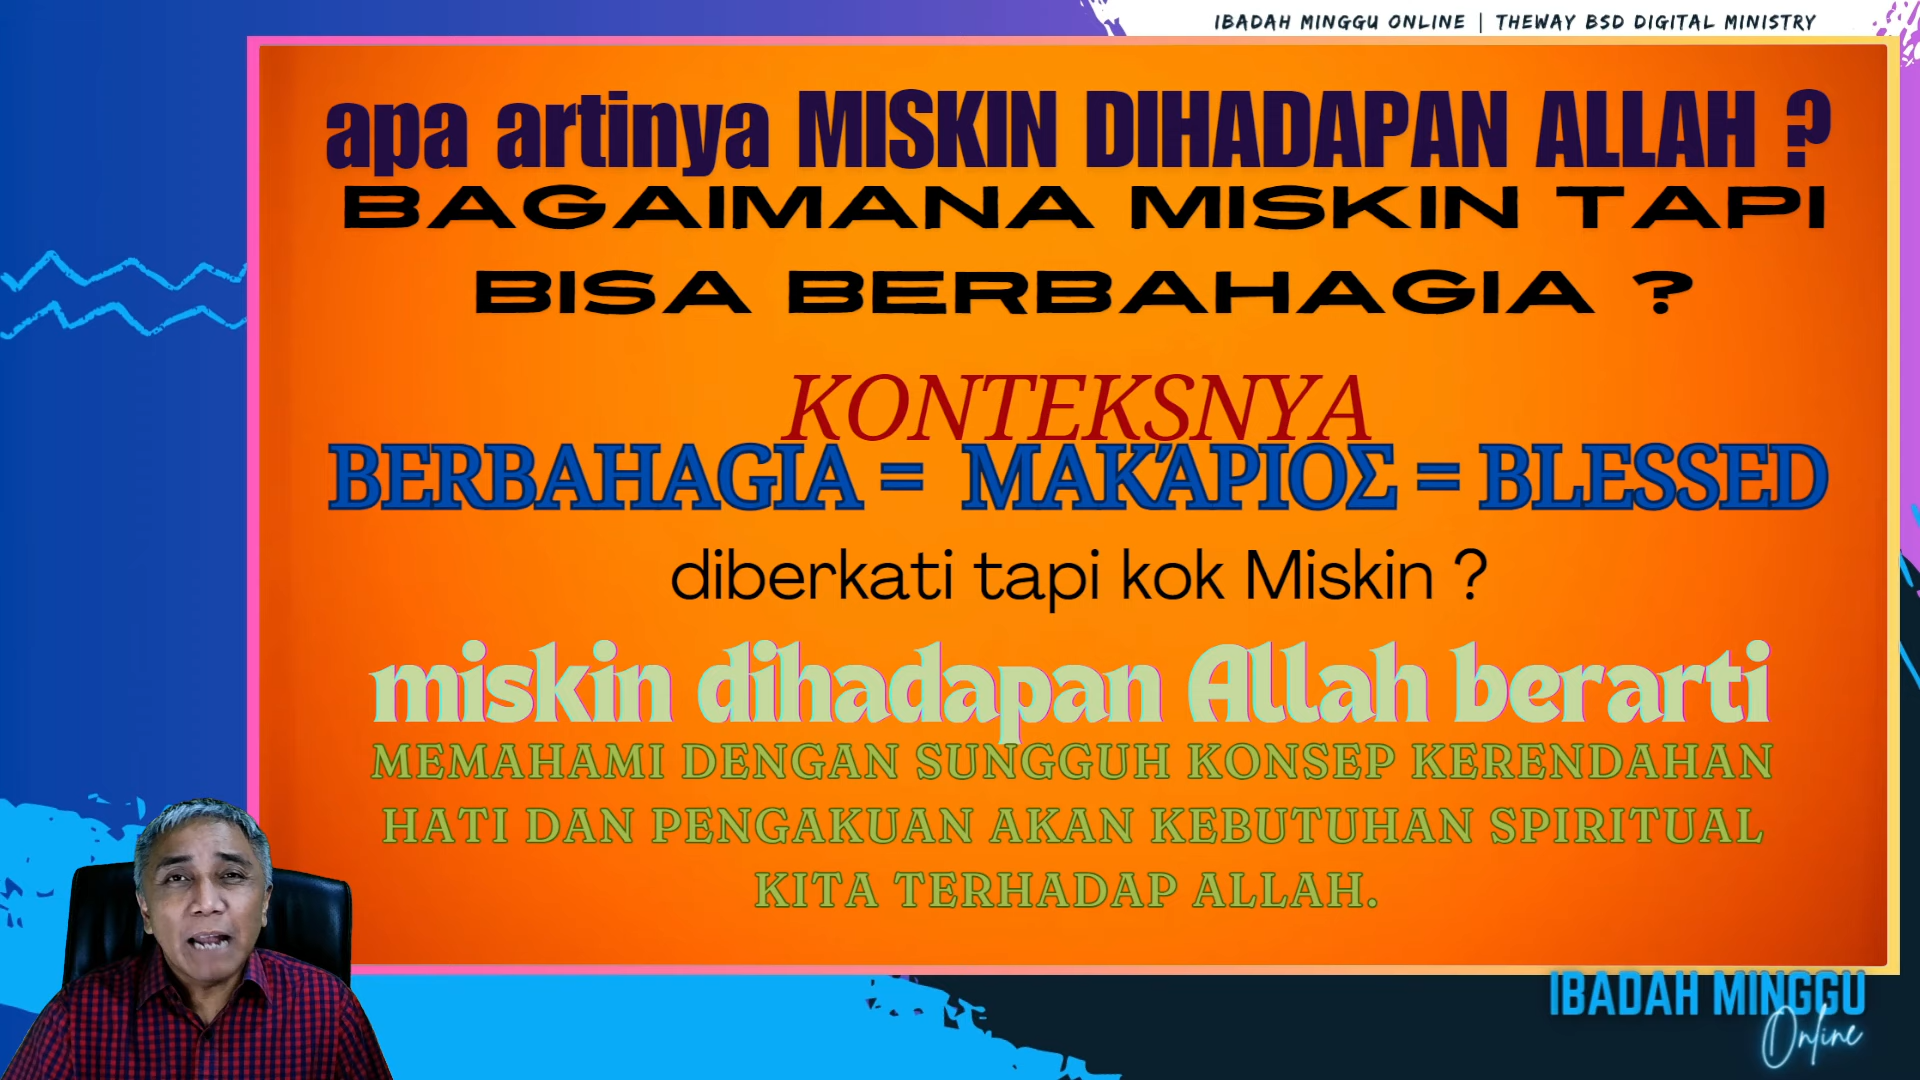 IBADAH MINGGU ONLINE | THEWAY BSD DIGITAL MINISTRY
apa artinya MISKIN DIHADAPAN ALLAH ?
BAGAIMANA MISKIN TAPI
BISA BERBAHAGIA ?
KONTEKSNYA
BERBAHAGIA = ΜΑΚΆΡΙΟΣ = BLESSED
diberkati tapi kok Miskin ?
miskin dihadapan Allah berarti
MEMAHAMI DENGAN SUNGGUH KONSEP KERENDAHAN
HATI DAN PENGAKUAN AKAN KEBUTUHAN SPIRITUAL
KITA TERHADAP ALLAH.
IBADAH MINGGU
Online